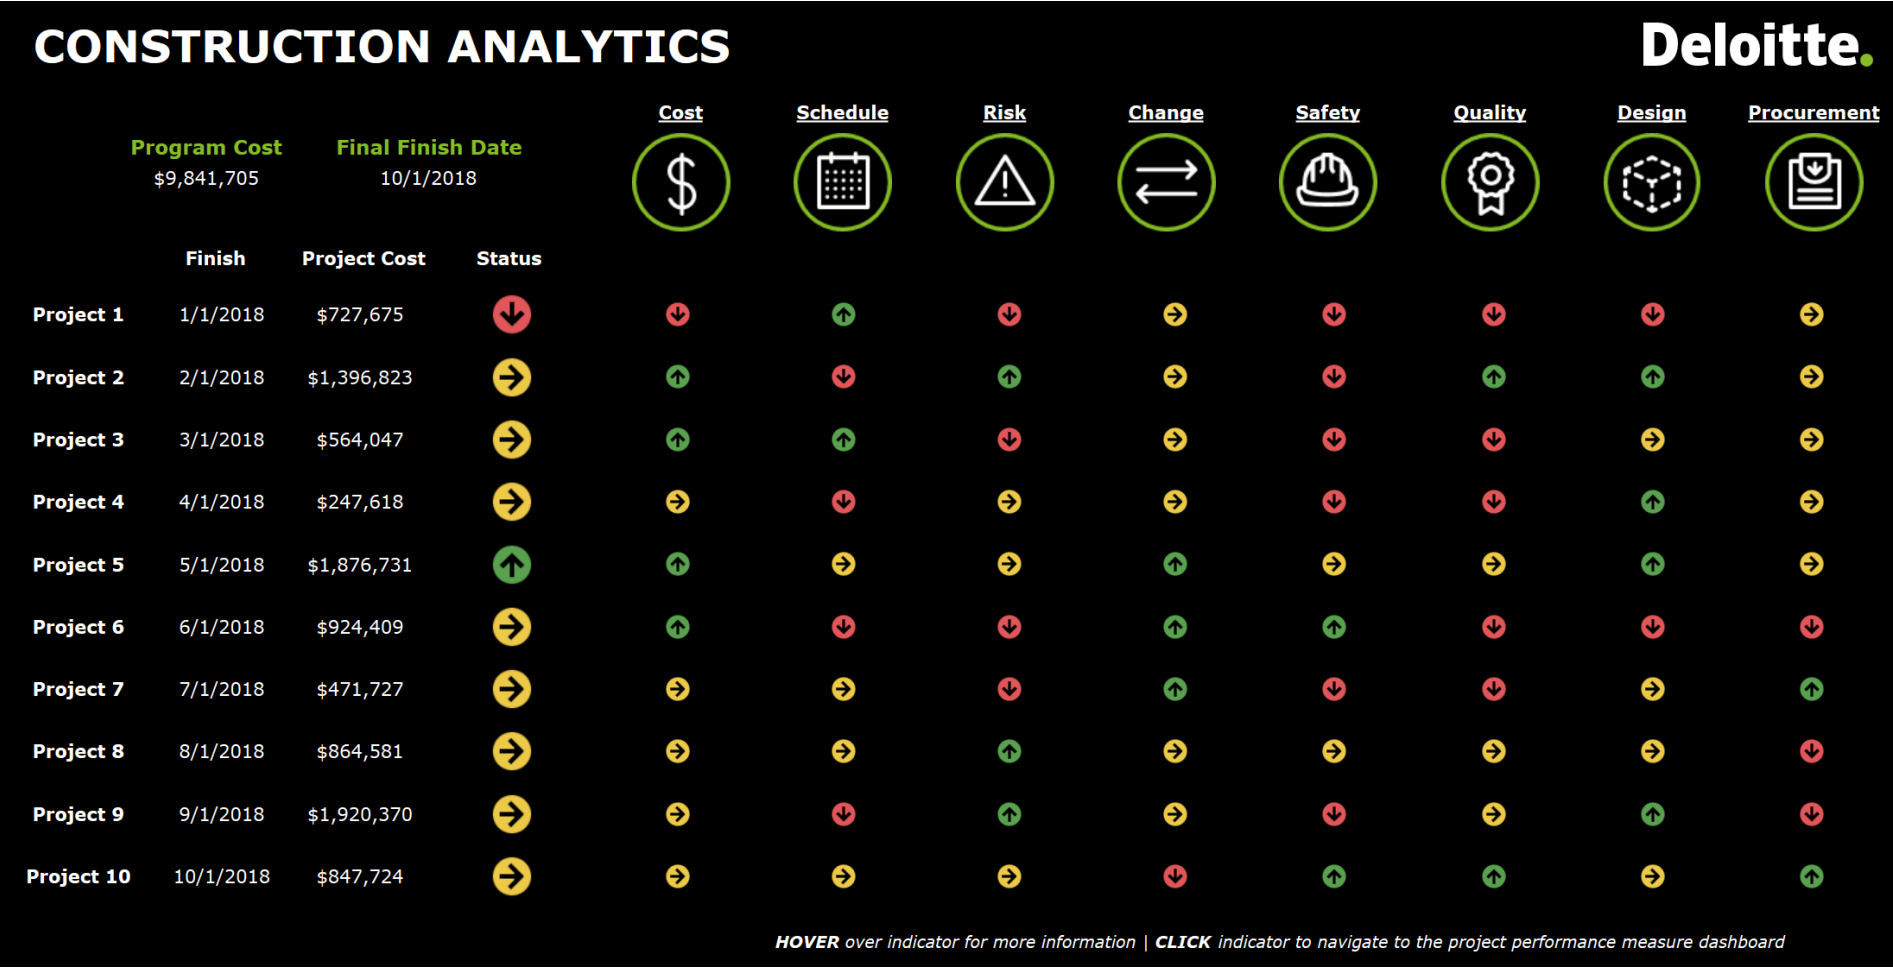 CONSTRUCTION ANALYTICS
Deloitte.
Cost Schedule Risk Change Safety Quality Design Procurement
Program Cost Final Finish Date
$9,841,705 10/1/2018
Finish Project Cost Status
Project 1 1/1/2018 $727,675
Project 2 2/1/2018 $1,396,823
Project 3 3/1/2018 $564,047
Project 4 4/1/2018 $247,618
Project 5 5/1/2018 $1,876,731
Project 6 6/1/2018 $924,409
Project 7 7/1/2018 $471,727
Project 8 8/1/2018 $864,581
Project 9 9/1/2018 $1,920,370
Project 10 10/1/2018 $847,724
HOVER over indicator for more information | CLICK indicator to navigate to the project performance measure dashboard